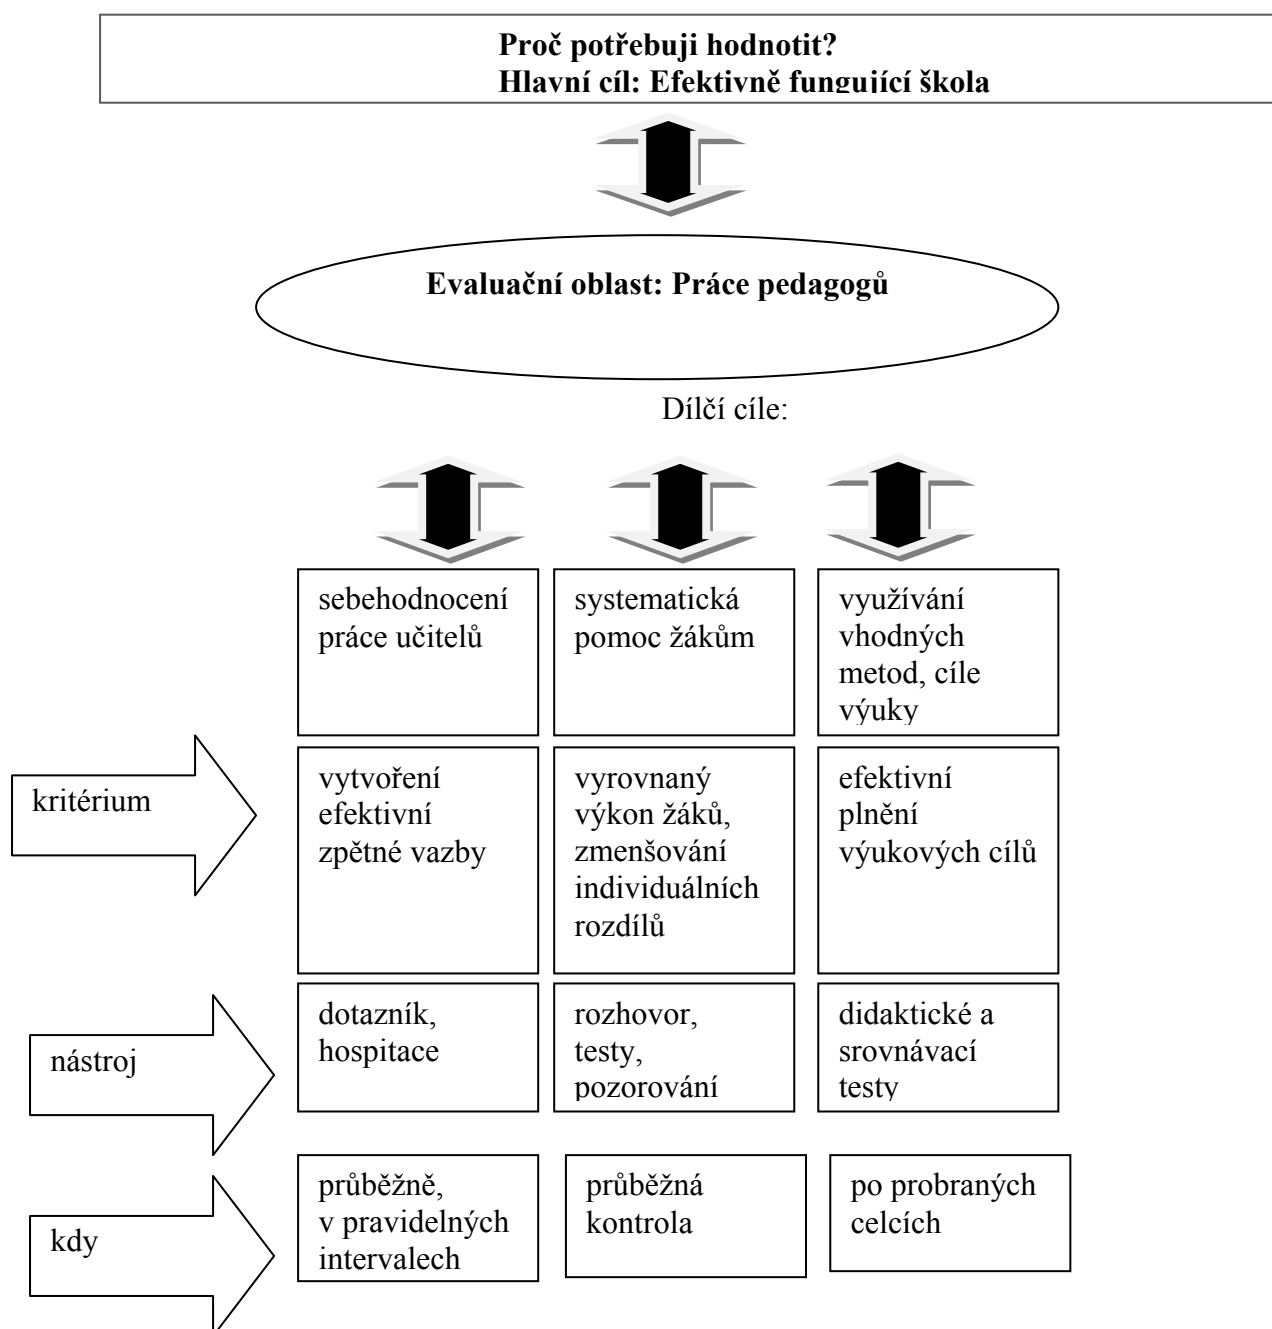 Proč potřebuji hodnotit?
Hlavní cíl: Efektivně fungující škola
Evaluační oblast: Práce pedagogů
Dílčí cíle:
sebehodnocení
práce učitelů
systematická
pomoc žákům
využívání
vhodných
metod, cíle
výuky
kritérium
vytvoření
efektivní
zpětné vazby
vyrovnaný
výkon žáků,
zmenšování
individuálních
rozdílů
efektivní
plnění
výukových cílů
nástroj
dotazník,
hospitace
rozhovor,
testy,
pozorování
didaktické a
srovnávací
testy
kdy
průběžně,
v pravidelných
intervalech
průběžná
kontrola
po probraných
celcích